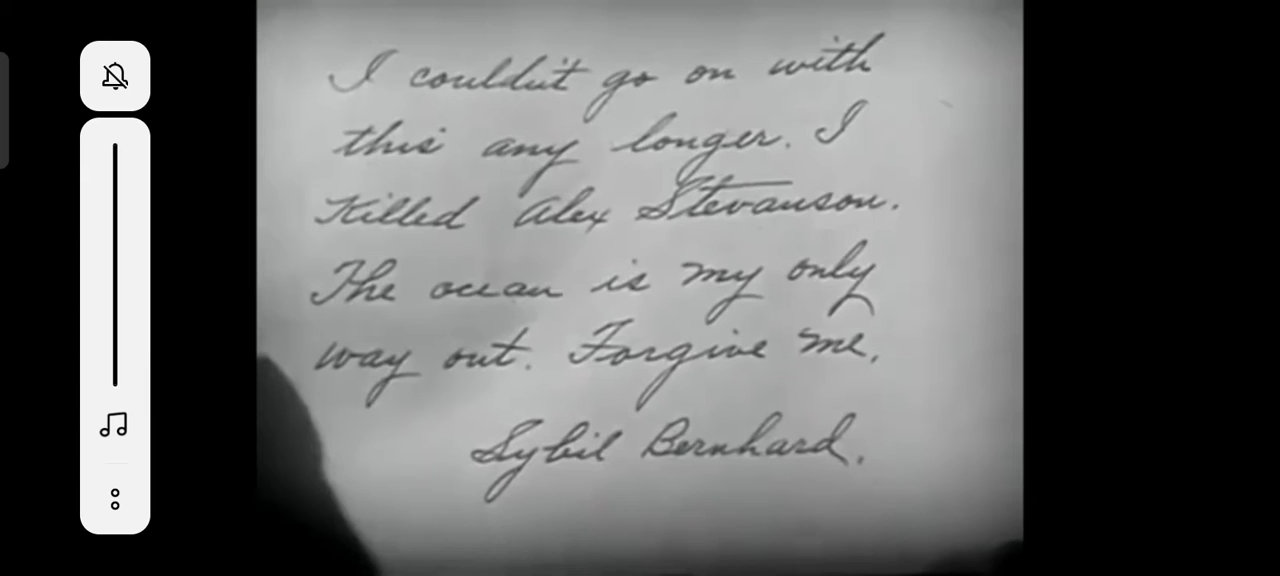 I couldn't go on with
this any longer. I
Killed Alex Stevanson.
The ocean is my only
way out. Forgive me.
Sybil Bernhard.